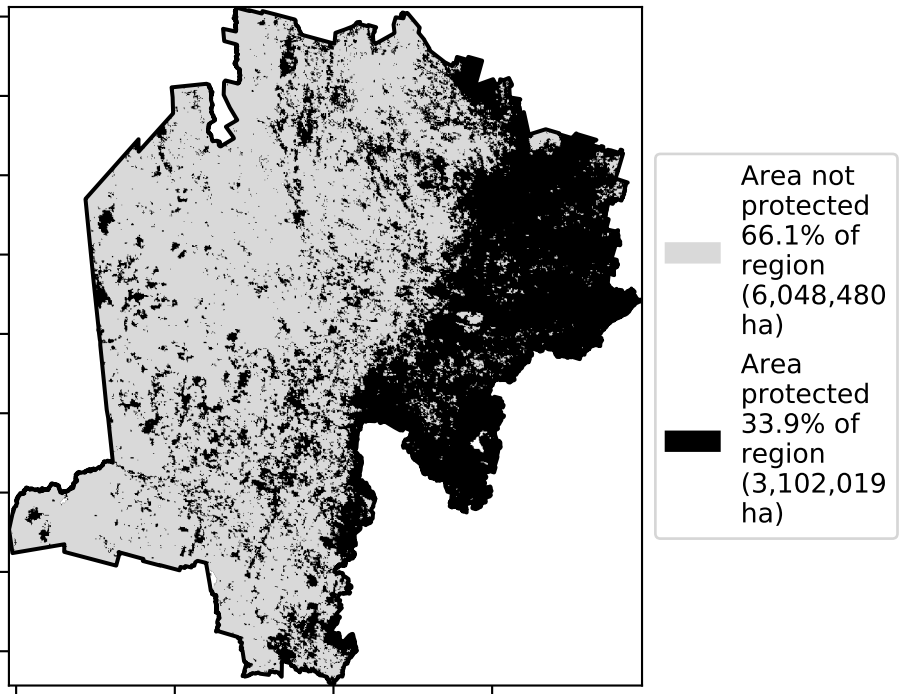 Area not
protected
66.1% of
region
(6,048,480
ha)
Area
protected
33.9% of
region
(3,102,019
ha)